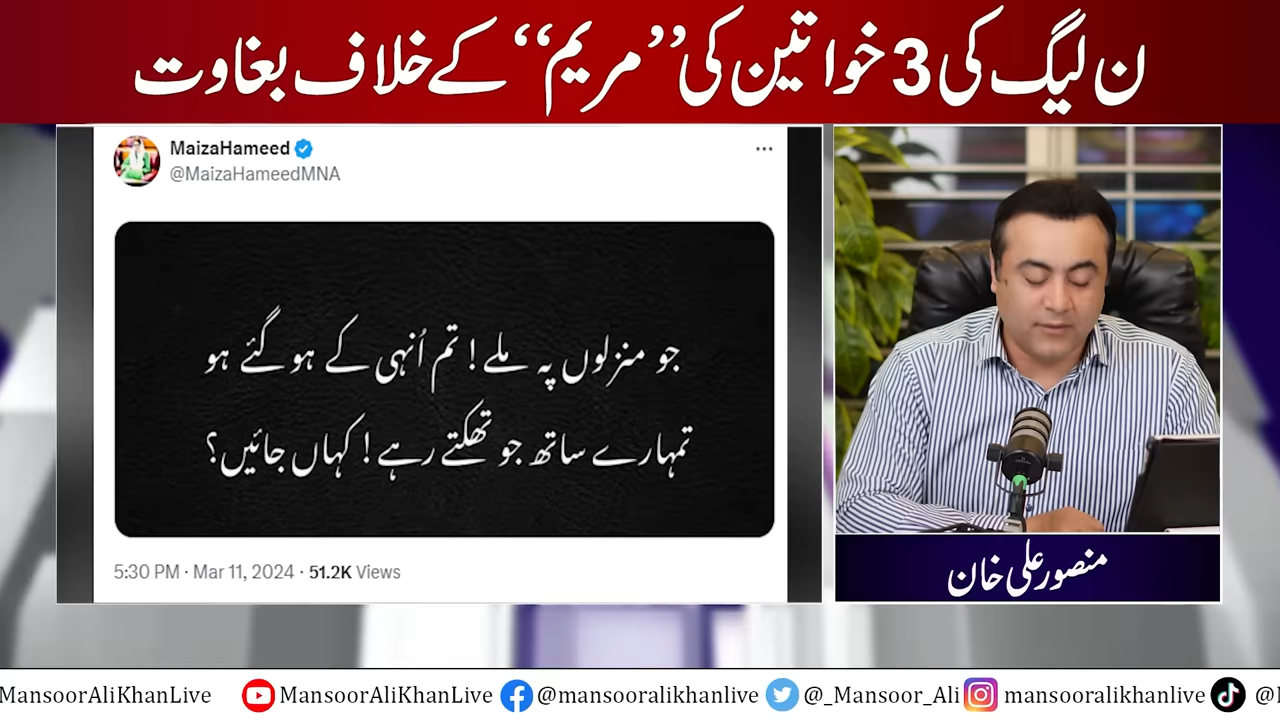 ن لیگ کی 3 خواتین کی ’’مریم‘‘ کے خلاف بغاوت
MaizaHameed
@MaizaHameedMNA
جو منزلوں پہ ملے! تم اُنہی کے ہو گئے ہو
تمہارے ساتھ جو تھکتے رہے! کہاں جائیں؟
5:30 PM · Mar 11, 2024 · 51.2K Views
منصور علی خان
MansoorAliKhanLive MansoorAliKhanLive @mansooralikhanlive @_Mansoor_Ali mansooralikhanlive